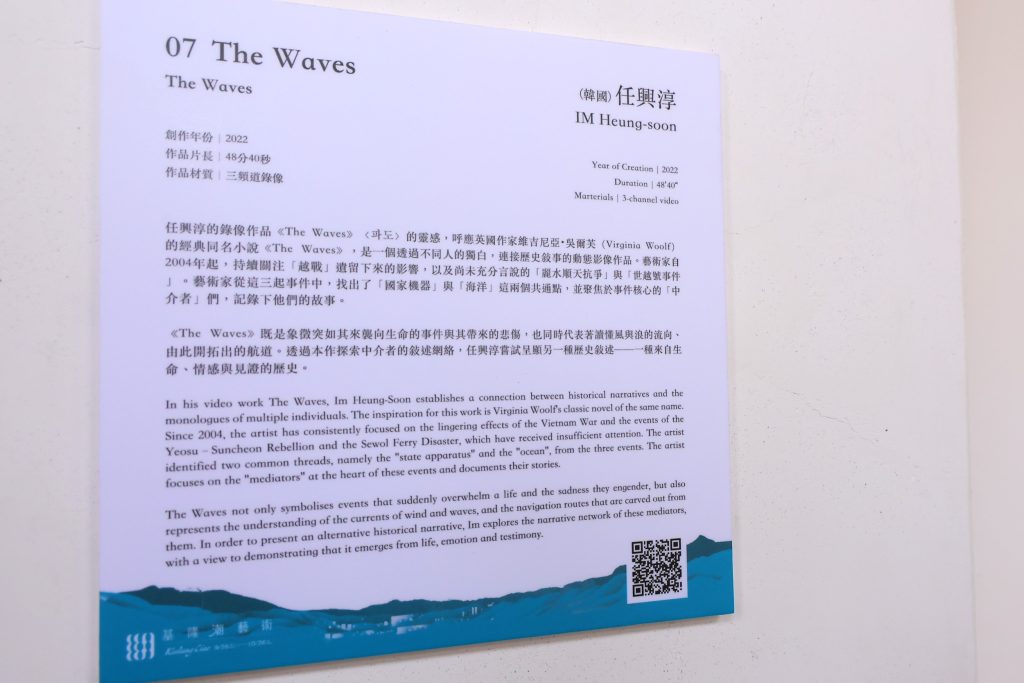 07 The Waves
The Waves
(韓國) 任興淳
IM Heung-soon
創作年份 | 2022
作品片長 | 48分40秒
作品材質 | 三頻道錄像
Year of Creation | 2022
Duration | 48'40"
Marterials | 3-channel video
任興淳的錄像作品《The Waves》〈파도〉的靈感,呼應英國作家維吉尼亞·吳爾芙(Virginia Woolf)
的經典同名小說《The Waves》,是一個透過不同人的獨白,連接歷史敘事的動態影像作品。藝術家自
2004年起,持續關注「越戰」遺留下來的影響,以及尚未充分言說的「麗水順天抗爭」與「世越號事件
」。藝術家從這三起事件中,找出了「國家機器」與「海洋」這兩個共通點,並聚焦於事件核心的「中
介者」們,記錄下他們的故事。
《The Waves》既是象徵突如其來襲向生命的事件與其帶來的悲傷,也同時代表著讀懂風與浪的流向、
由此開拓出的航道。透過本作探索中介者的敘述網絡,任興淳嘗試呈顯另一種歷史敘述——一種來自生
命、情感與見證的歷史。
In his video work The Waves, Im Heung-Soon establishes a connection between historical narratives and the
monologues of multiple individuals. The inspiration for this work is Virginia Woolf's classic novel of the same name.
Since 2004, the artist has consistently focused on the lingering effects of the Vietnam War and the events of the
Yeosu – Suncheon Rebellion and the Sewol Ferry Disaster, which have received insufficient attention. The artist
identified two common threads, namely the "state apparatus" and the "ocean", from the three events. The artist
focuses on the "mediators" at the heart of these events and documents their stories.
The Waves not only symbolises events that suddenly overwhelm a life and the sadness they engender, but also
represents the understanding of the currents of wind and waves, and the navigation routes that are carved out from
them. In order to present an alternative historical narrative, Im explores the narrative network of these mediators,
with a view to demonstrating that it emerges from life, emotion and testimony.
基隆潮藝術